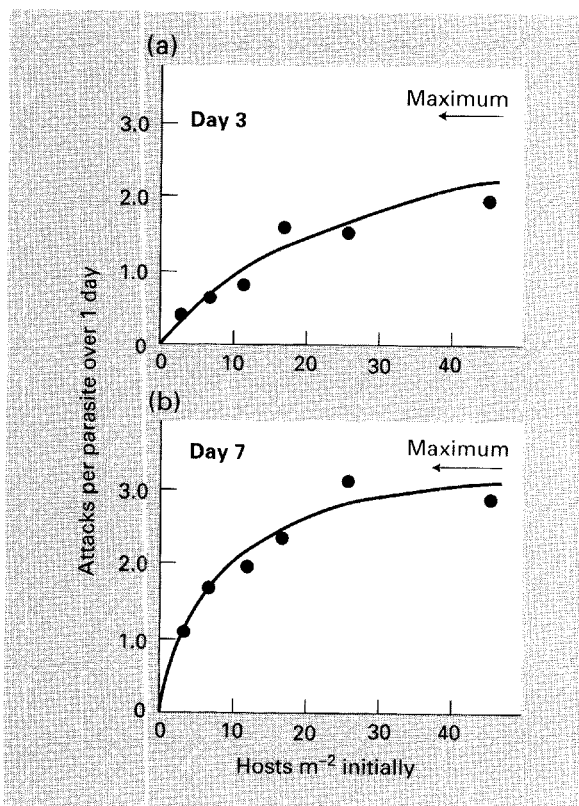 (a)
Maximum
Day 3
3.0
2.0
1.0
0
0 10 20 30 40
(b)
Maximum
Day 7
3.0
2.0
1.0
0
0 10 20 30 40
Attacks per parasite over 1 day
Hosts m⁻² initially